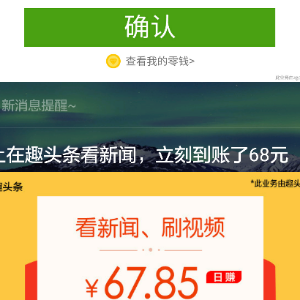 确认
查看我的零钱>
新消息提醒~
上在趣头条看新闻，立刻到账了68元
趣头条
*此业务由趣头
看新闻、刷视频
¥67.85
日赚